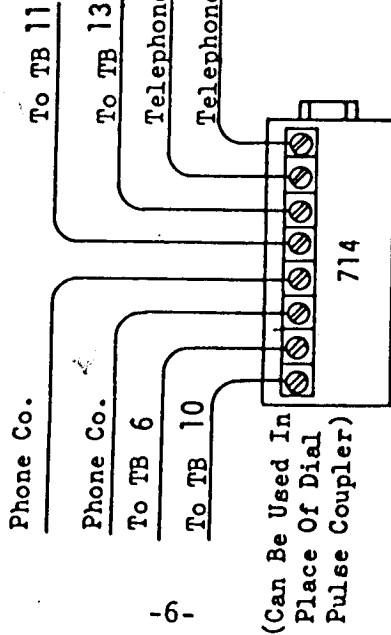 Phone Co.
Phone Co.
To TB 6
To TB 10
To TB 11
To TB 13
Telephone
Telephone
714
(Can Be Used In
Place Of Dial
Pulse Coupler)
-6-